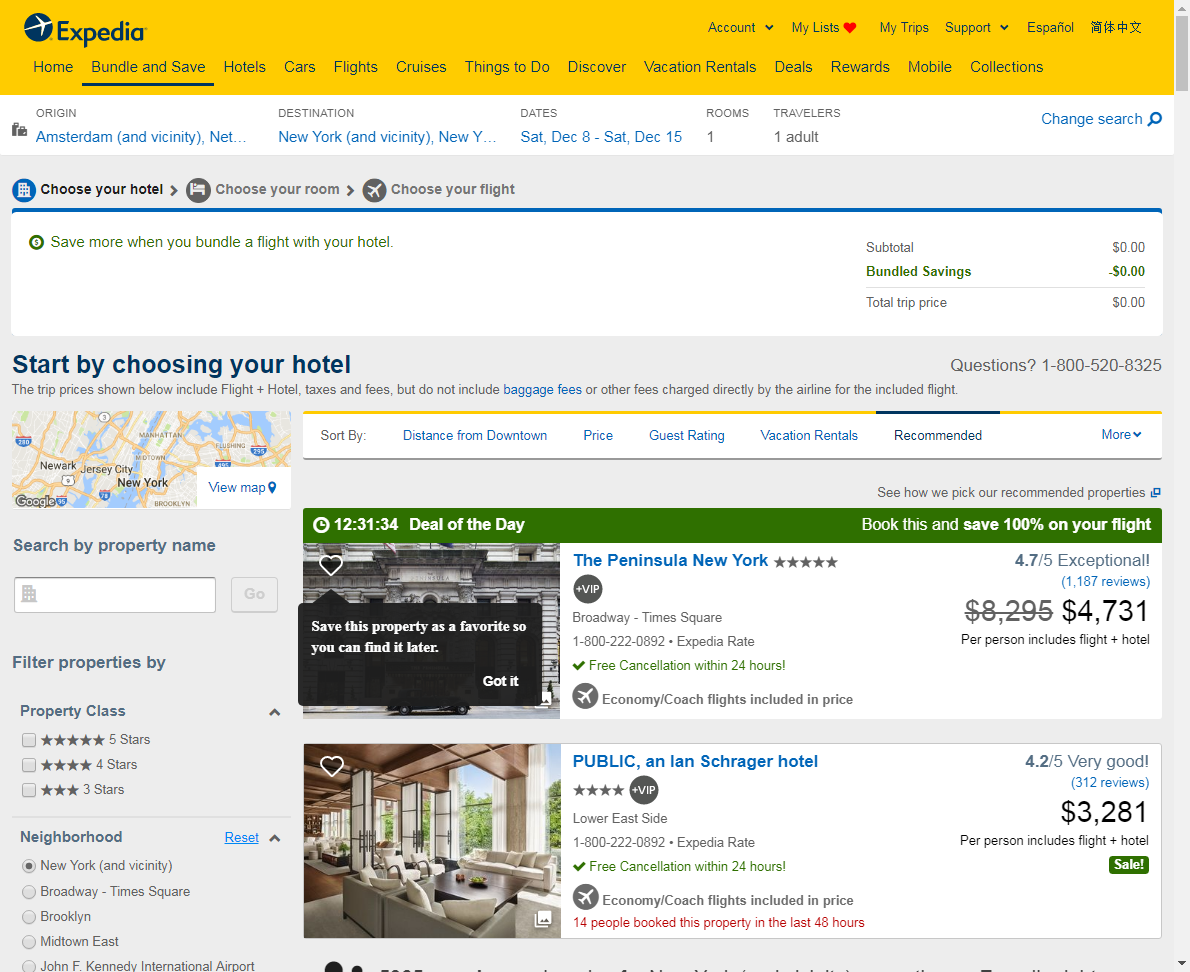 Expedia
Account
My Lists
My Trips
Support
Español
简体中文
Home
Bundle and Save
Hotels
Cars
Flights
Cruises
Things to Do
Discover
Vacation Rentals
Deals
Rewards
Mobile
Collections
ORIGIN
Amsterdam (and vicinity), Net...
DESTINATION
New York (and vicinity), New Y...
DATES
Sat, Dec 8 - Sat, Dec 15
ROOMS
1
TRAVELERS
1 adult
Change search
Choose your hotel
Choose your room
Choose your flight
Save more when you bundle a flight with your hotel.
Subtotal $0.00
Bundled Savings -$0.00
Total trip price $0.00
Start by choosing your hotel
Questions? 1-800-520-8325
The trip prices shown below include Flight + Hotel, taxes and fees, but do not include baggage fees or other fees charged directly by the airline for the included flight.
3
MANHATTAN
280
FLUSHING
295
MIDTOWN
495
Newark
Jersey City
9
New York
78
BROOKLYN
Google
95
View map
Sort By:
Distance from Downtown
Price
Guest Rating
Vacation Rentals
Recommended
More
See how we pick our recommended properties
Search by property name
Go
Filter properties by
Property Class
5 Stars
4 Stars
3 Stars
Neighborhood
Reset
New York (and vicinity)
Broadway - Times Square
Brooklyn
Midtown East
John F. Kennedy International Airport
12:31:34 Deal of the Day
Book this and save 100% on your flight
PENINSULA
Save this property as a favorite so
you can find it later.
Got it
The Peninsula New York
+VIP
Broadway - Times Square
1-800-222-0892 • Expedia Rate
Free Cancellation within 24 hours!
Economy/Coach flights included in price
4.7/5 Exceptional!
(1,187 reviews)
$8,295 $4,731
Per person includes flight + hotel
PUBLIC, an Ian Schrager hotel
+VIP
Lower East Side
1-800-222-0892 • Expedia Rate
Free Cancellation within 24 hours!
Economy/Coach flights included in price
14 people booked this property in the last 48 hours
4.2/5 Very good!
(312 reviews)
$3,281
Per person includes flight + hotel
Sale!